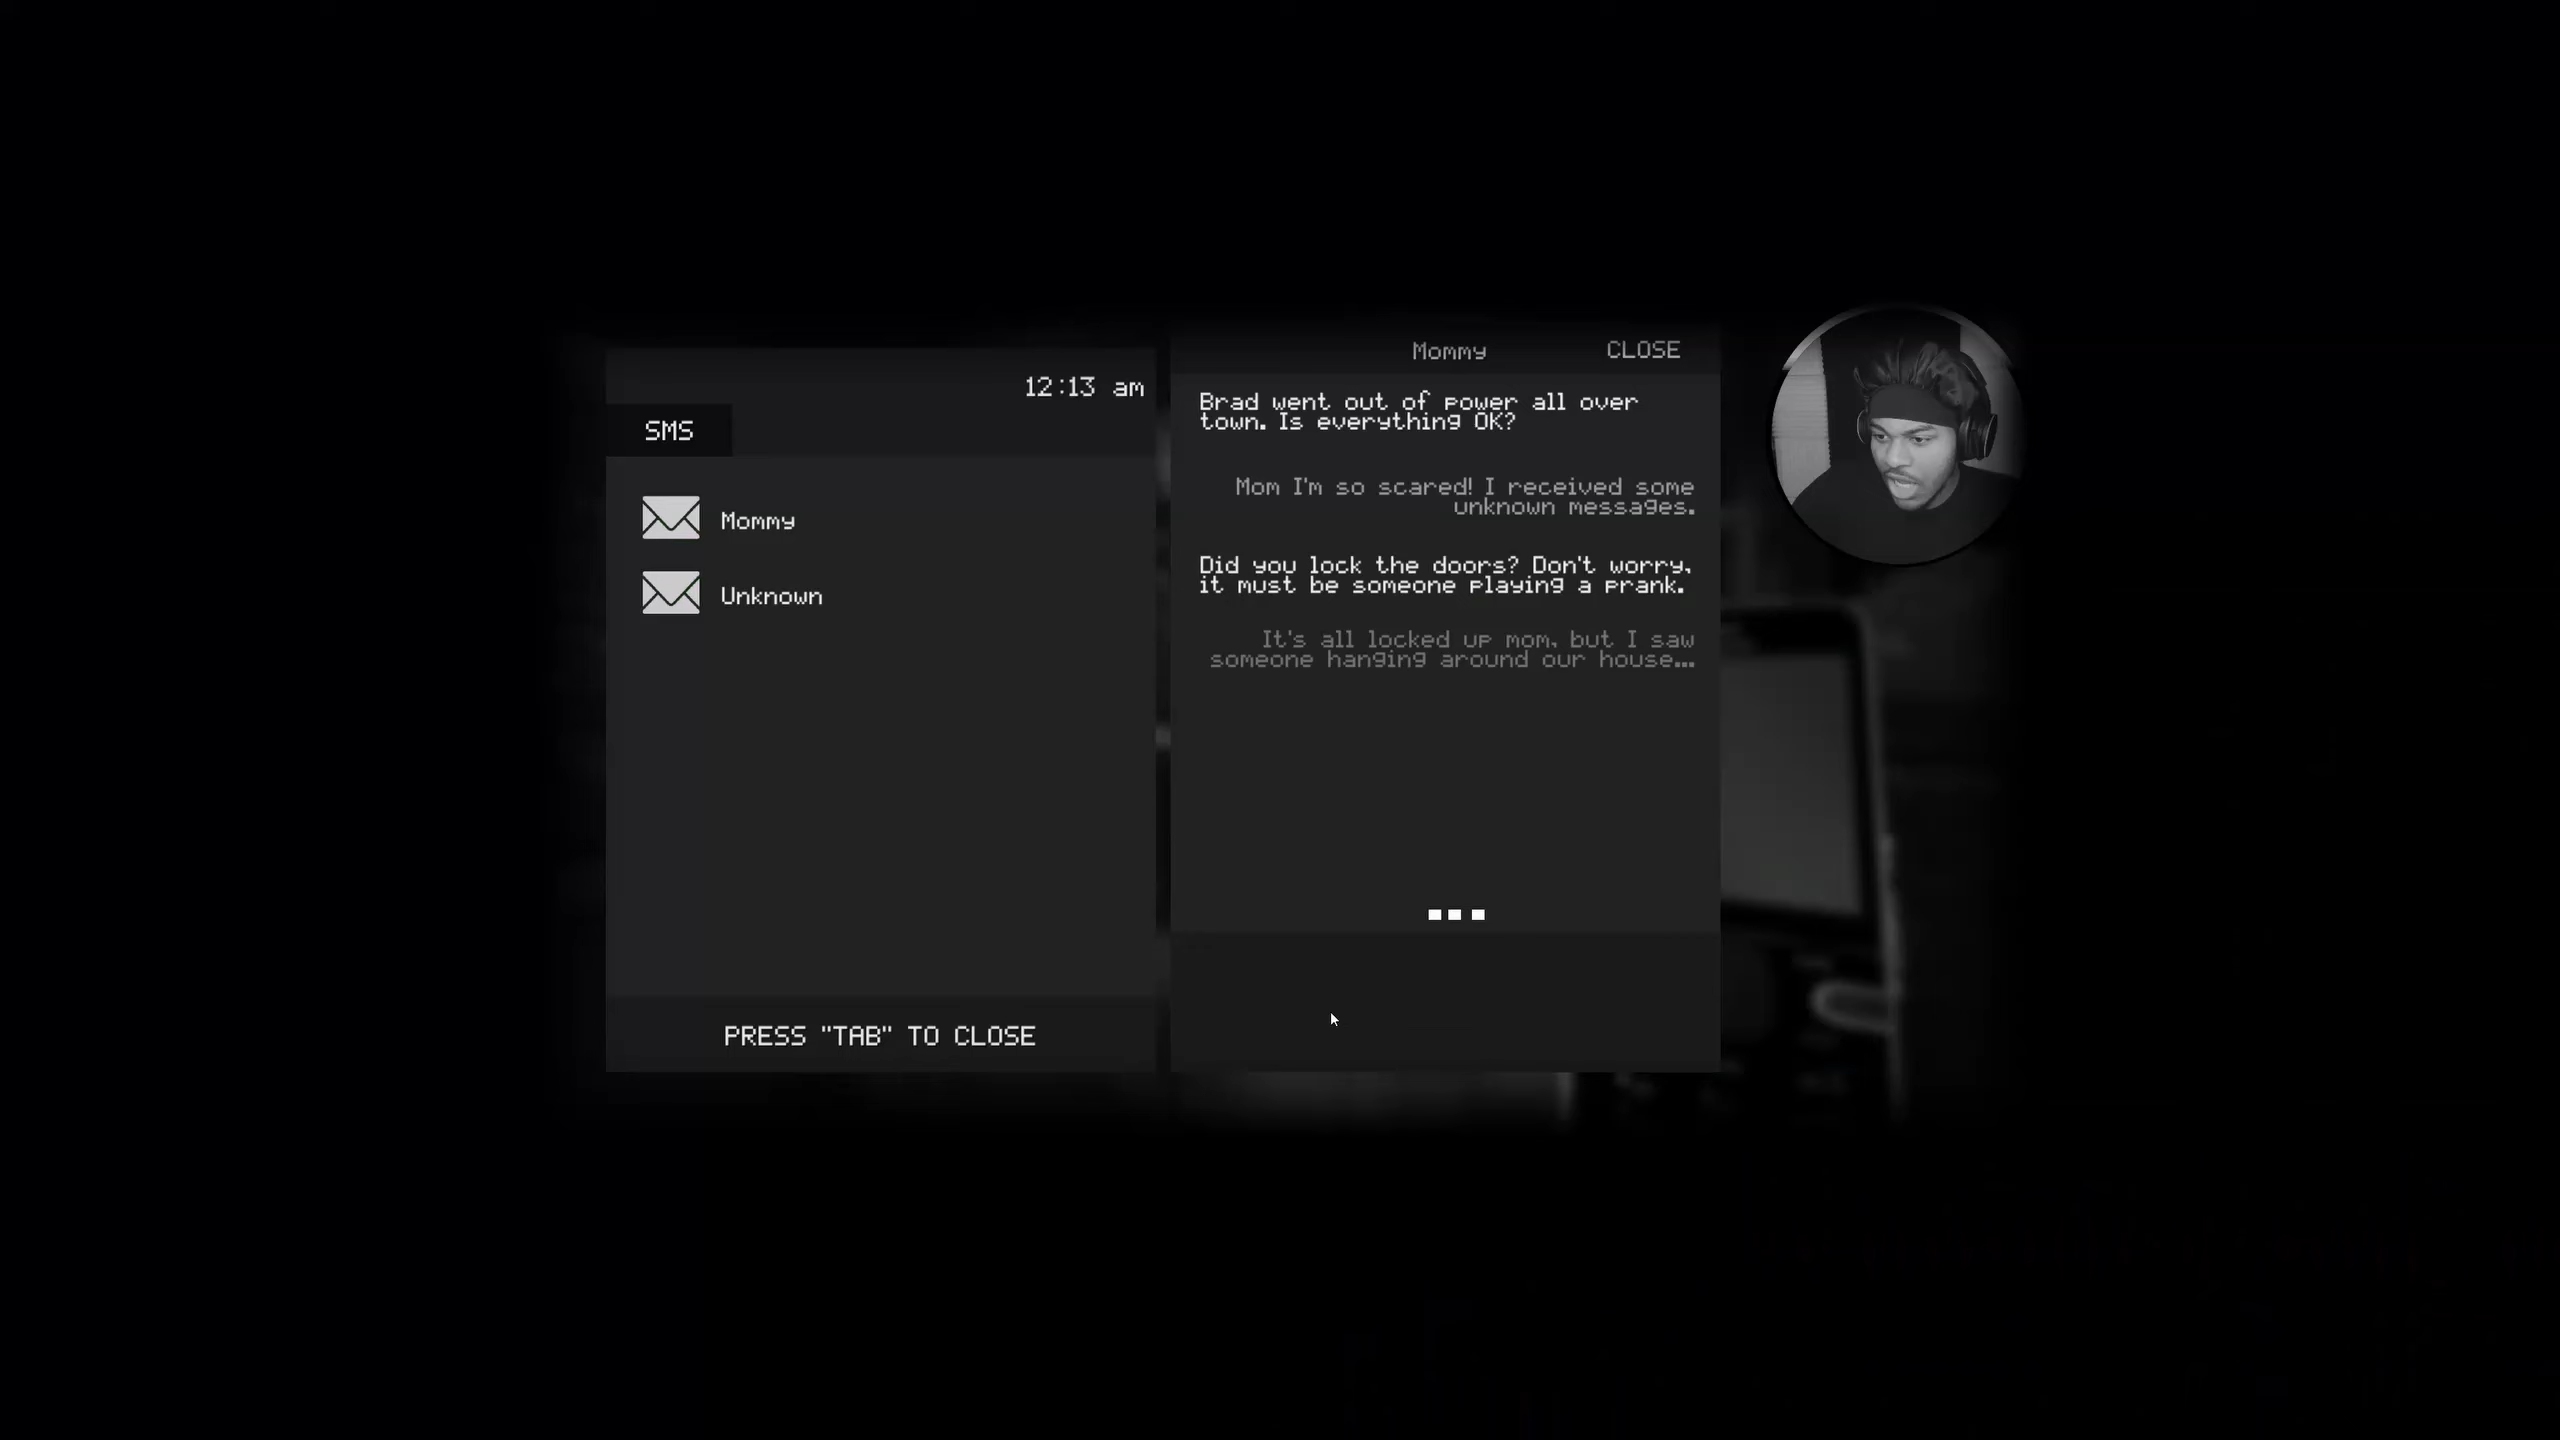 12:13 am
SMS
Mommy
Unknown
PRESS "TAB" TO CLOSE
Mommy
CLOSE
Brad went out of power all over
town. Is everything OK?
Mom I'm so scared! I received some
unknown messages.
Did you lock the doors? Don't worry,
it must be someone playing a prank.
It's all locked up mom, but I saw
someone hanging around our house...